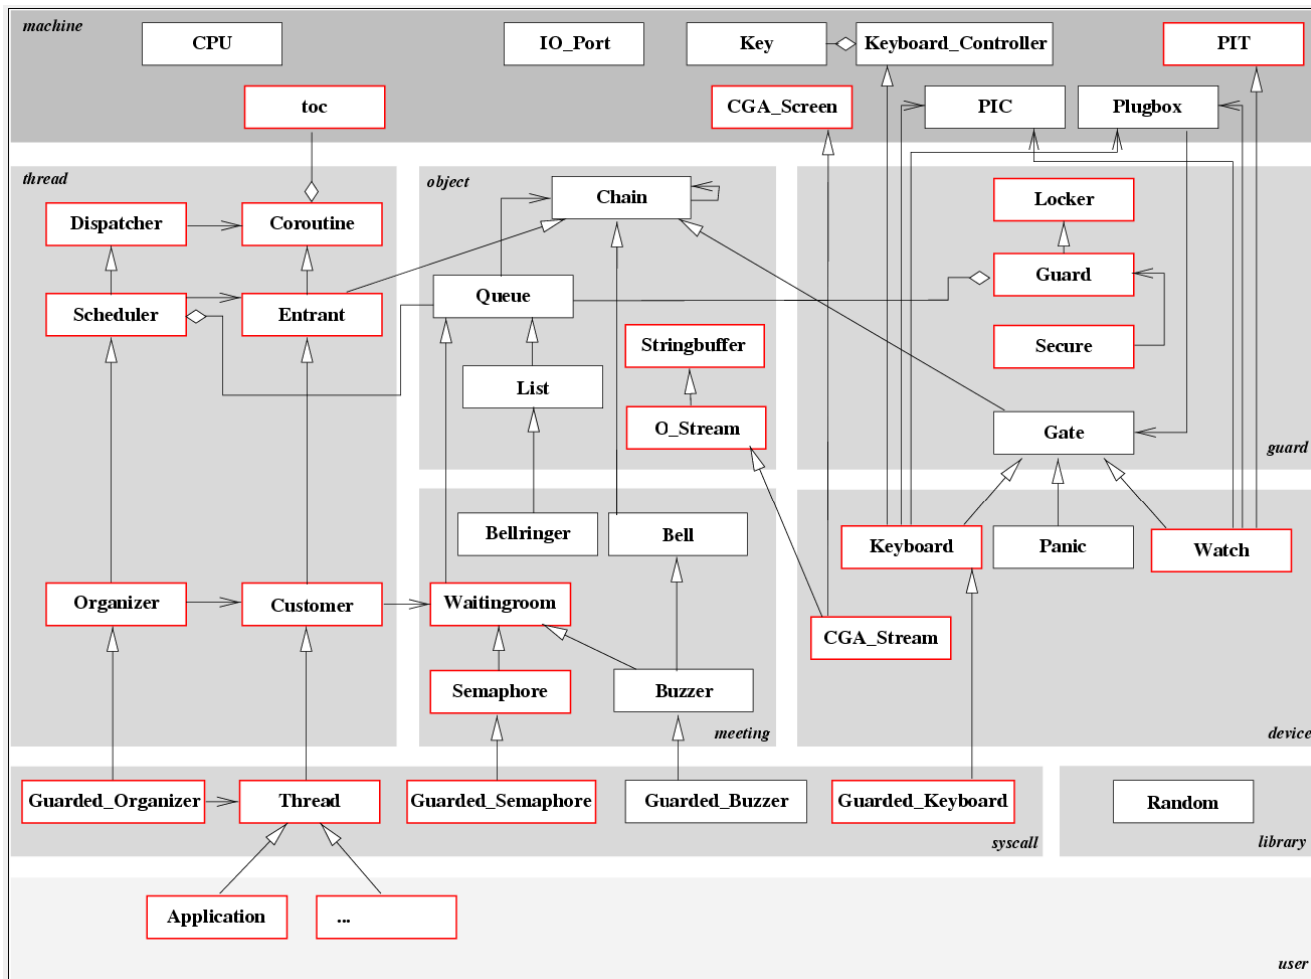 machine
CPU
IO_Port
Key
Keyboard_Controller
PIT
toc
CGA_Screen
PIC
Plugbox
thread
object
Chain
Locker
Dispatcher
Coroutine
Guard
Queue
Scheduler
Entrant
Stringbuffer
Secure
List
O_Stream
Gate
guard
Bellringer
Bell
Keyboard
Panic
Watch
Organizer
Customer
Waitingroom
CGA_Stream
Semaphore
Buzzer
meeting
device
Guarded_Organizer
Thread
Guarded_Semaphore
Guarded_Buzzer
Guarded_Keyboard
Random
syscall
library
Application
...
user